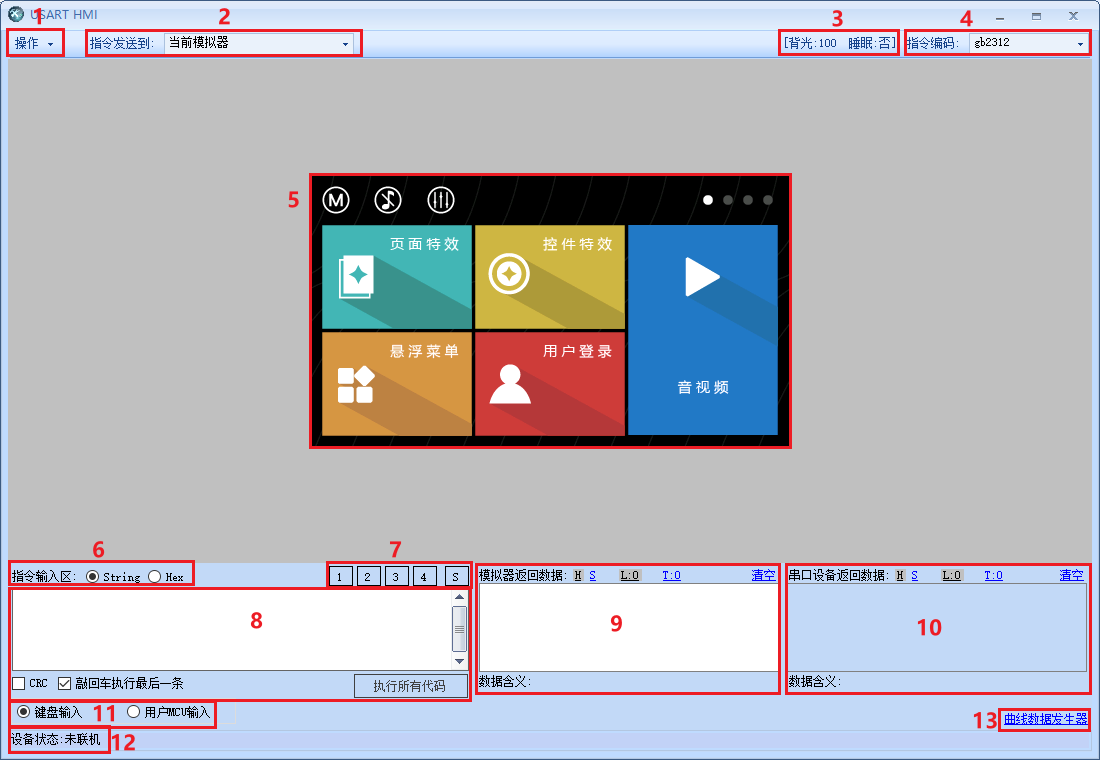 USART HMI
1
2
3
4
操作
指令发送到: 当前模拟器
[背光:100 睡眠:否]
指令编码: gb2312
5
M
页面特效
控件特效
悬浮菜单
用户登录
音视频
6
7
指令输入区: String Hex
1 2 3 4 S
模拟器返回数据: H S L:0 T:0 清空
串口设备返回数据: H S L:0 T:0 清空
8
9
10
CRC 敲回车执行最后一条
执行所有代码
数据含义:
数据含义:
键盘输入 11 用户MCU输入
13 曲线数据发生器
设备状态:未联机 12